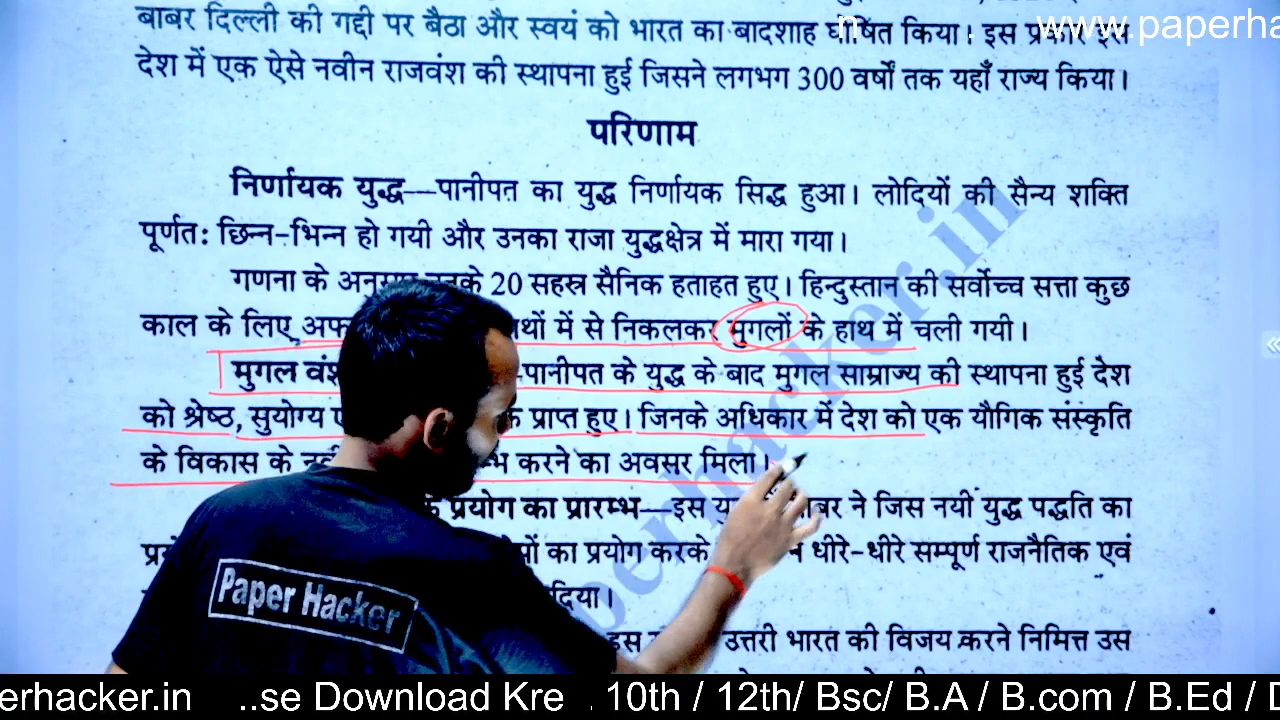 बाबर दिल्ली की गद्दी पर बैठा और स्वयं को भारत का बादशाह घोषित किया। इस प्रकार इस
www.paperha
देश में एक ऐसे नवीन राजवंश की स्थापना हुई जिसने लगभग 300 वर्षों तक यहाँ राज्य किया।
परिणाम
निर्णायक युद्ध—पानीपत का युद्ध निर्णायक सिद्ध हुआ। लोदियों की सैन्य शक्ति
पूर्णत: छिन्न-भिन्न हो गयी और उनका राजा युद्धक्षेत्र में मारा गया।
गणना के 20 सहस्र सैनिक हताहत हुए। हिन्दुस्तान की सर्वोच्च सत्ता कुछ
काल के लिए में से निकलकर मुगलों के हाथ में चली गयी।
मुगल पानीपत के युद्ध के बाद मुगल साम्राज्य की स्थापना हुई देश
को श्रेष्ठ, सुयोग्य प्राप्त हुए। जिनके अधिकार में देश को एक यौगिक संस्कृति
के विकास के करने का अवसर मिला।
प्रयोग का प्रारम्भ—इस ने जिस नयी युद्ध पद्धति का
का प्रयोग करके धीरे-धीरे सम्पूर्ण राजनैतिक एवं
दिया।
उत्तरी भारत की विजय करने निमित्त उस
paperhacker.in
Paper Hacker
erhacker.in ..se Download Kre . 10th / 12th/ Bsc/ B.A / B.com / B.Ed / D